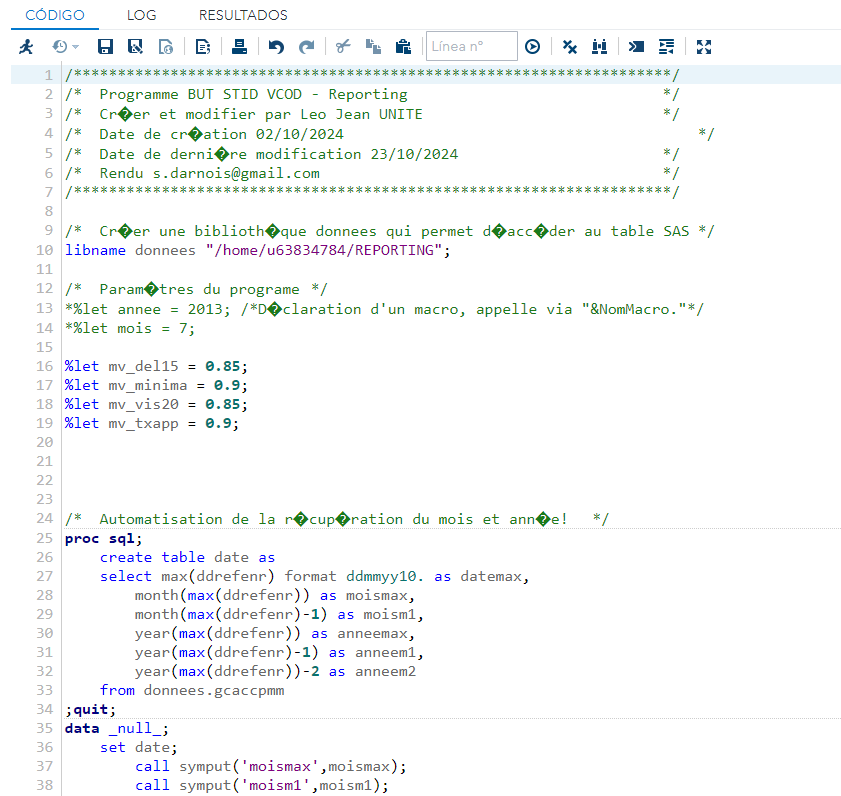 CÓDIGO LOG RESULTADOS
Línea n°
1 /********************************************************************/
2 /*  Programme BUT STID VCOD - Reporting                             */
3 /*  Cr�er et modifier par Leo Jean UNITE                            */
4 /*  Date de cr�ation 02/10/2024                                         */
5 /*  Date de derni�re modification 23/10/2024                        */
6 /*  Rendu s.darnois@gmail.com                                       */
7 /********************************************************************/
8
9 /*  Cr�er une biblioth�que donnees qui permet d�acc�der au table SAS */
10 libname donnees "/home/u63834784/REPORTING";
11
12 /*  Param�tres du programe */
13 *%let annee = 2013; /*D�claration d'un macro, appelle via "&NomMacro."*/
14 *%let mois = 7;
15
16 %let mv_del15 = 0.85;
17 %let mv_minima = 0.9;
18 %let mv_vis20 = 0.85;
19 %let mv_txapp = 0.9;
20
21
22
23
24 /*  Automatisation de la r�cup�ration du mois et ann�e!   */
25 proc sql;
26     create table date as
27     select max(ddrefenr) format ddmmyy10. as datemax,
28         month(max(ddrefenr)) as moismax,
29         month(max(ddrefenr)-1) as moism1,
30         year(max(ddrefenr)) as anneemax,
31         year(max(ddrefenr)-1) as anneem1,
32         year(max(ddrefenr))-2 as anneem2
33     from donnees.gcaccpmm
34 ;quit;
35 data _null_;
36     set date;
37         call symput('moismax',moismax);
38         call symput('moism1',moism1);